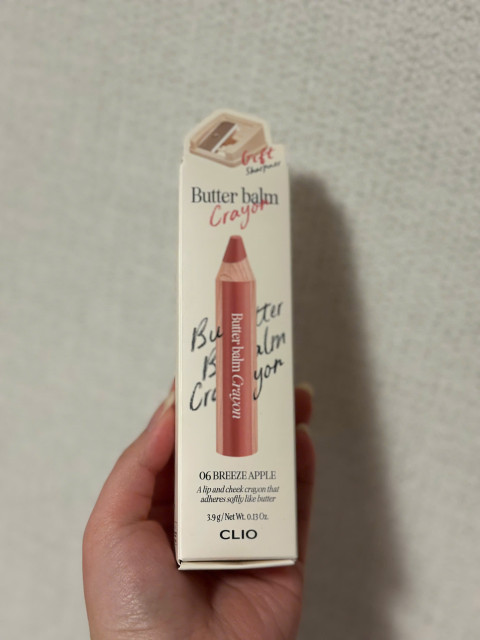 Gift
Sharpener
Butter balm
Crayon
Butter
Balm
Crayon
Butter balm Crayon
06 BREEZE APPLE
A lip and cheek crayon that
adheres softly like butter
3.9 g / Net Wt. 0.13 Oz.
CLIO